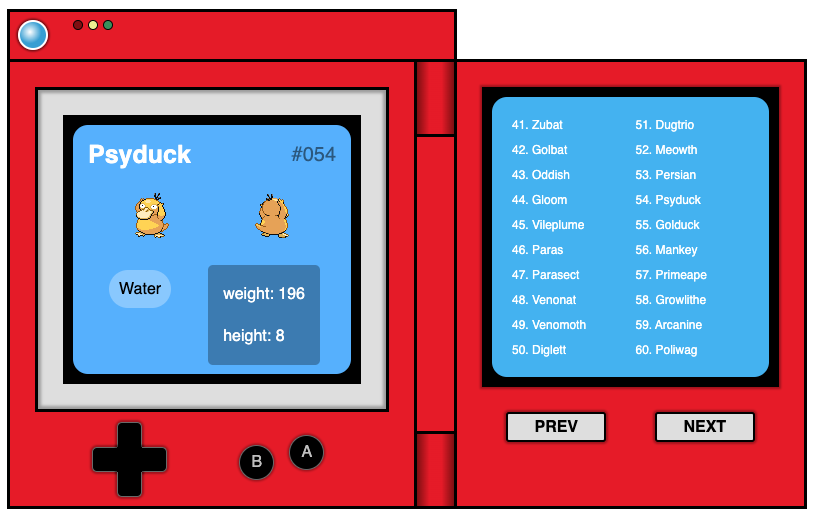 Psyduck #054
Water
weight: 196
height: 8
B A
41. Zubat
42. Golbat
43. Oddish
44. Gloom
45. Vileplume
46. Paras
47. Parasect
48. Venonat
49. Venomoth
50. Diglett
51. Dugtrio
52. Meowth
53. Persian
54. Psyduck
55. Golduck
56. Mankey
57. Primeape
58. Growlithe
59. Arcanine
60. Poliwag
PREV NEXT